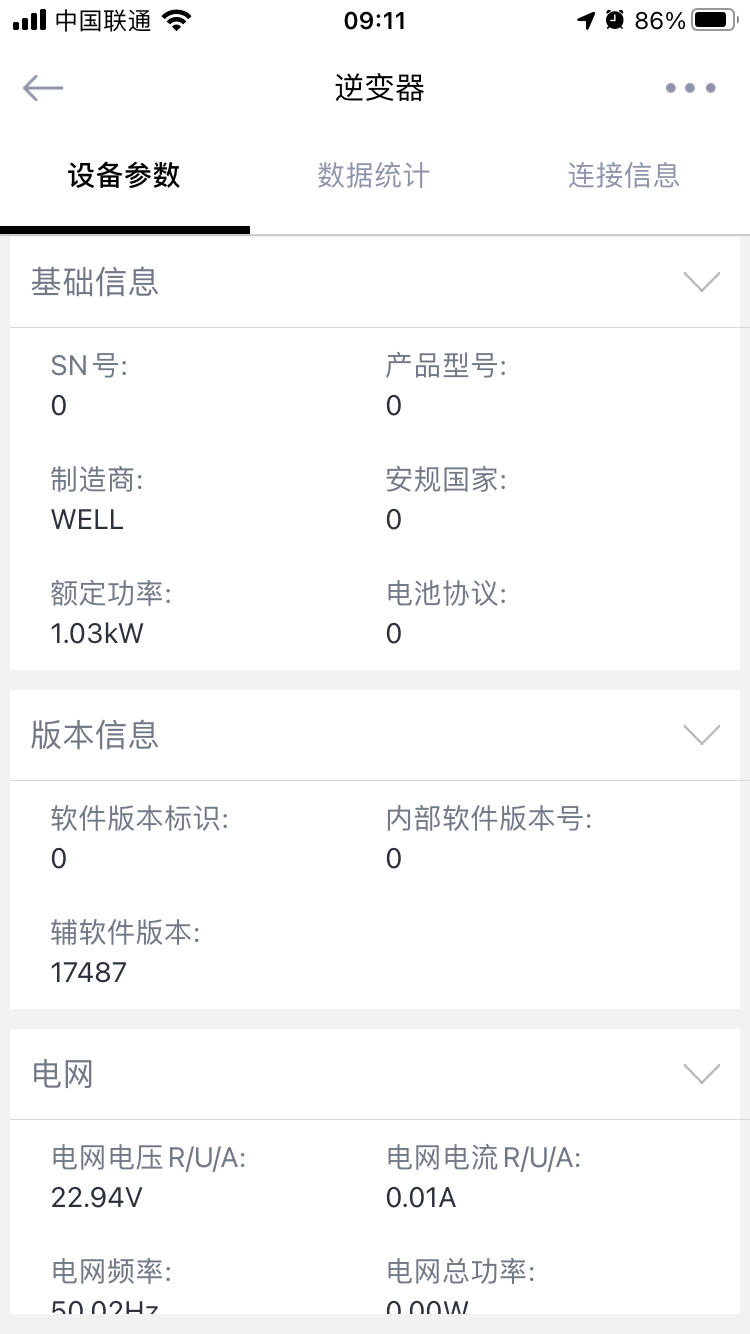 中国联通 09:11 86%
逆变器
设备参数 数据统计 连接信息
基础信息
SN号: 产品型号:
0 0
制造商: 安规国家:
WELL 0
额定功率: 电池协议:
1.03kW 0
版本信息
软件版本标识: 内部软件版本号:
0 0
辅软件版本:
17487
电网
电网电压R/U/A: 电网电流R/U/A:
22.94V 0.01A
电网频率: 电网总功率:
50.02Hz 0.00W